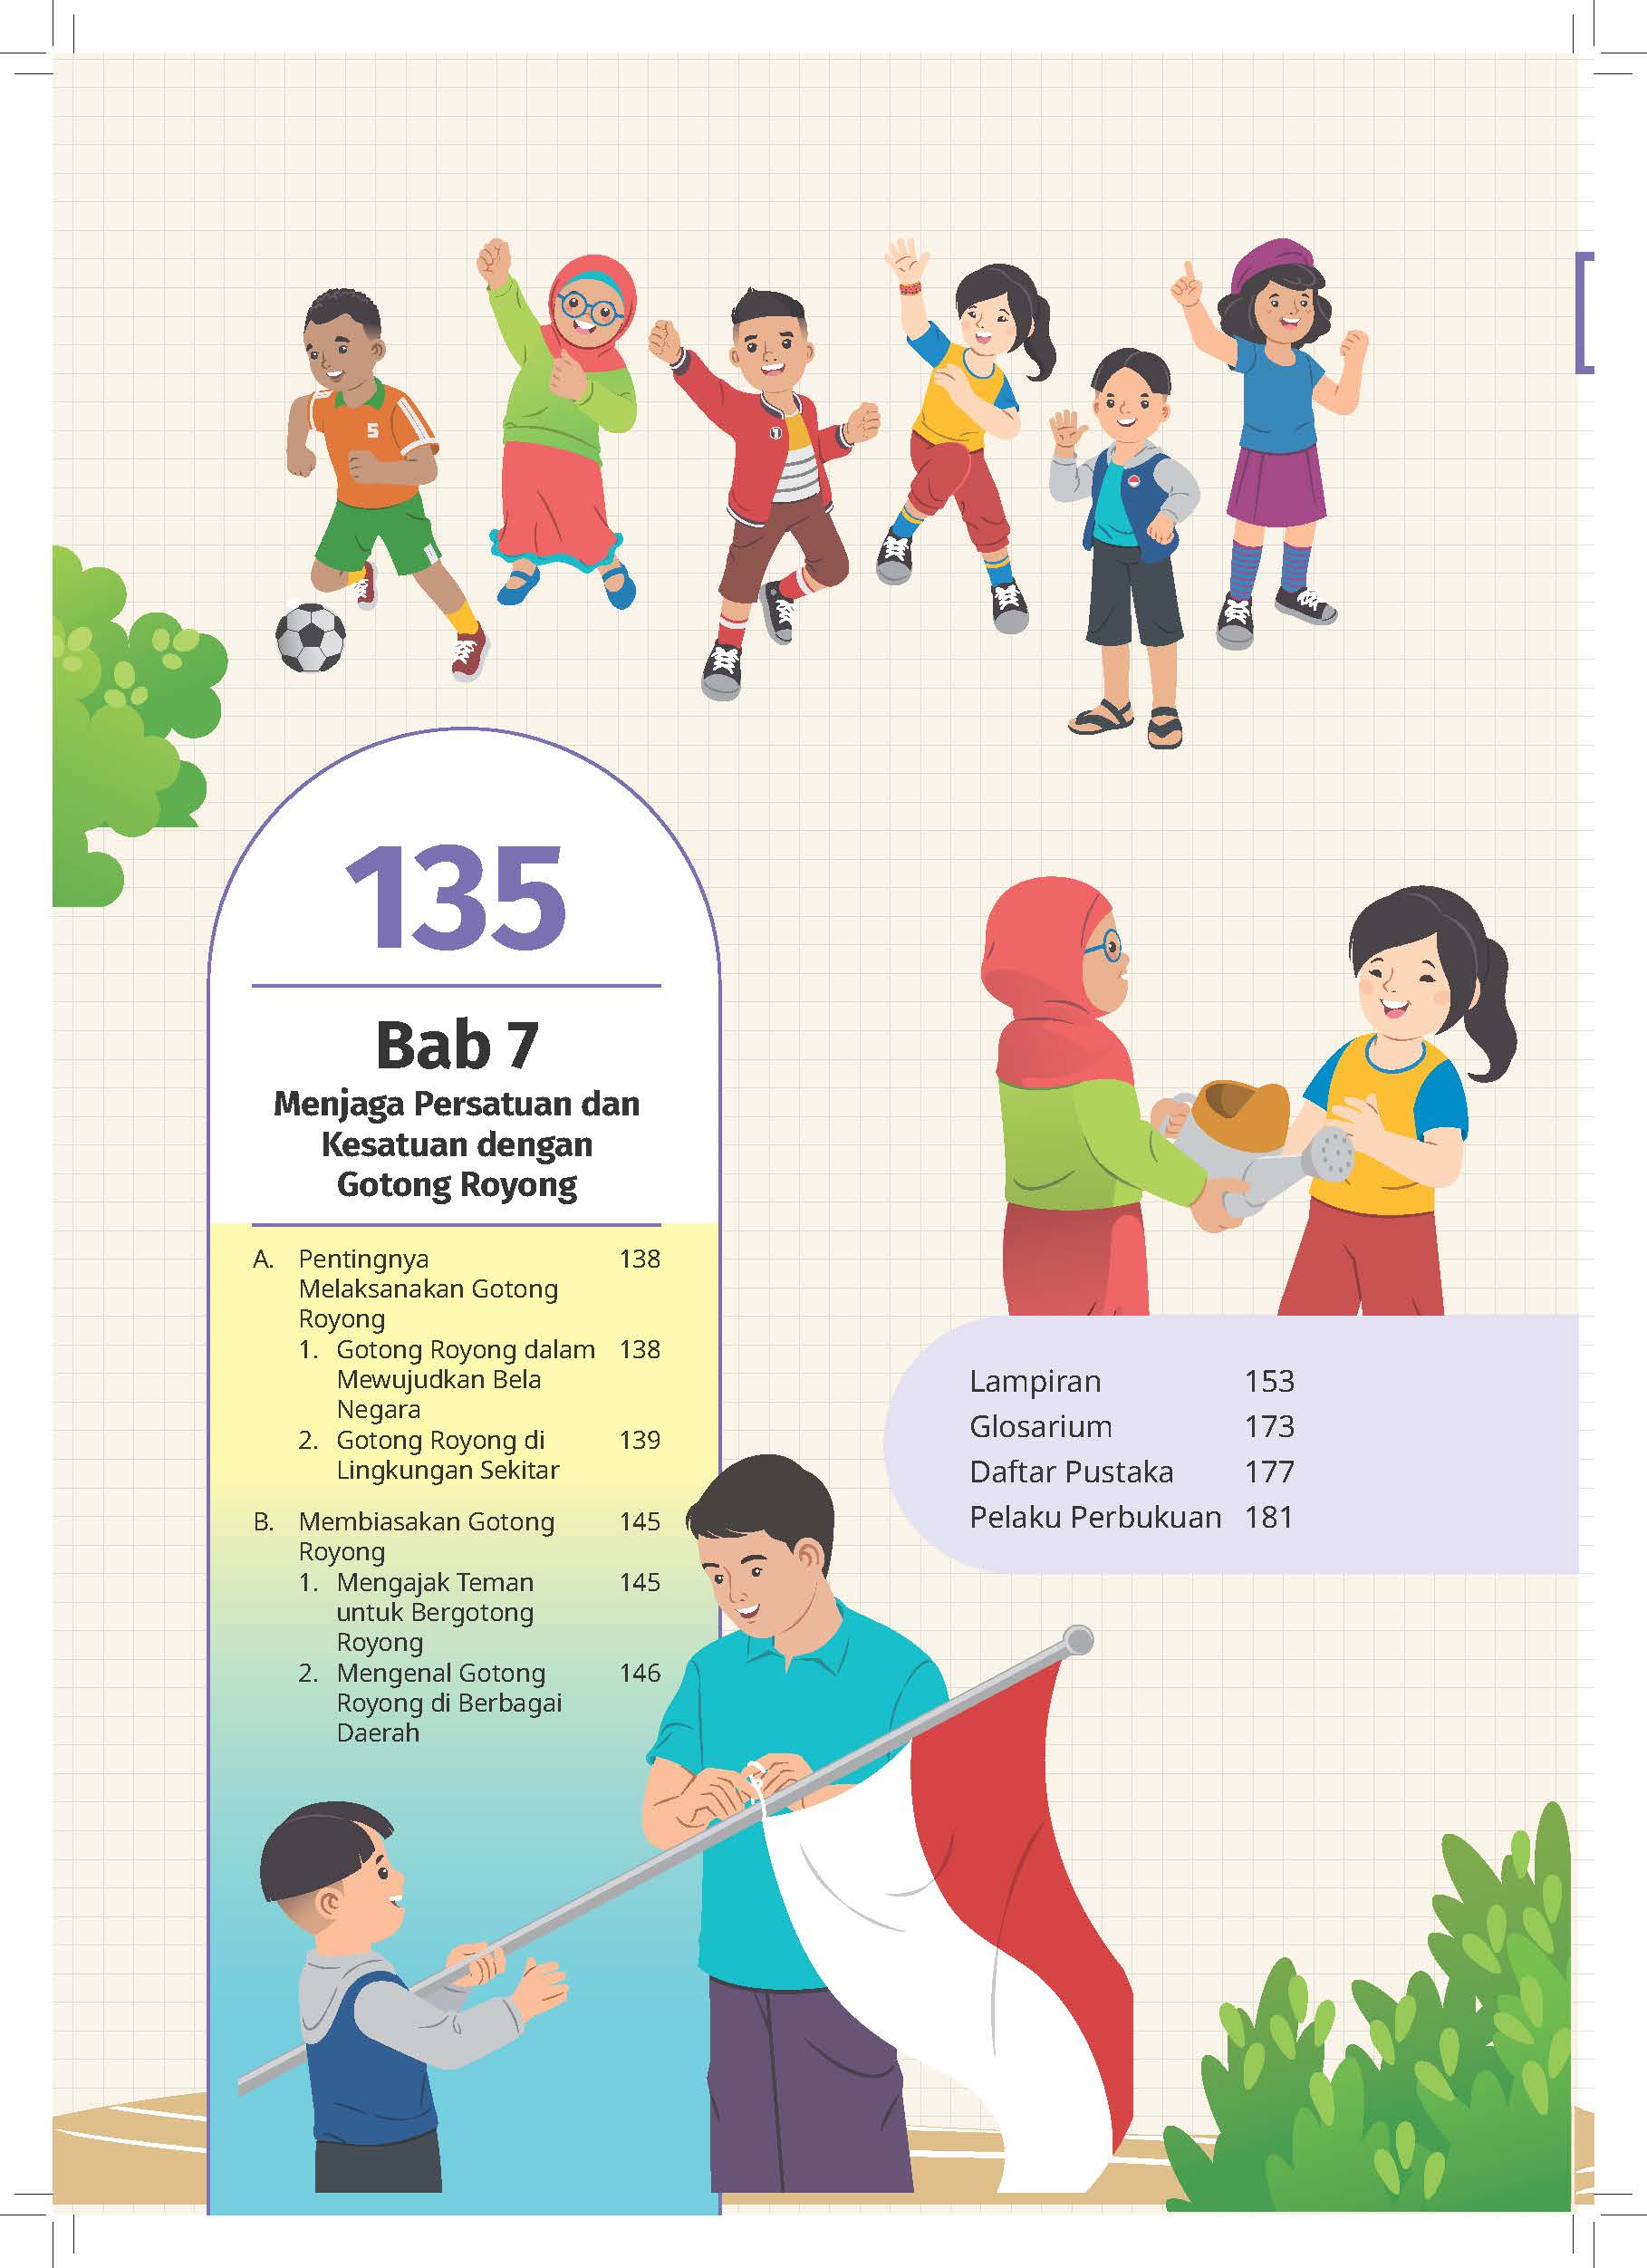 5
135
Bab 7
Menjaga Persatuan dan
Kesatuan dengan
Gotong Royong
A. Pentingnya 138
Melaksanakan Gotong
Royong
1. Gotong Royong dalam 138
Mewujudkan Bela
Negara
2. Gotong Royong di 139
Lingkungan Sekitar
B. Membiasakan Gotong 145
Royong
1. Mengajak Teman 145
untuk Bergotong
Royong
2. Mengenal Gotong 146
Royong di Berbagai
Daerah
Lampiran 153
Glosarium 173
Daftar Pustaka 177
Pelaku Perbukuan 181